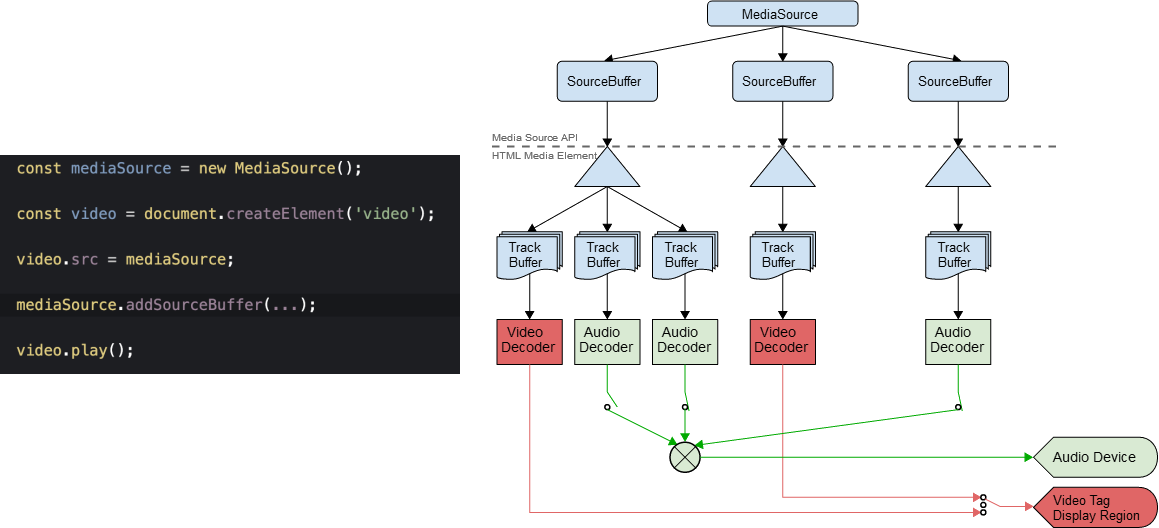 const mediaSource = new MediaSource();
const video = document.createElement('video');
video.src = mediaSource;
mediaSource.addSourceBuffer(...);
video.play();
MediaSource
SourceBuffer
SourceBuffer
SourceBuffer
Media Source API
HTML Media Element
Track
Buffer
Track
Buffer
Track
Buffer
Track
Buffer
Track
Buffer
Video
Decoder
Audio
Decoder
Audio
Decoder
Video
Decoder
Audio
Decoder
Audio Device
Video Tag
Display Region